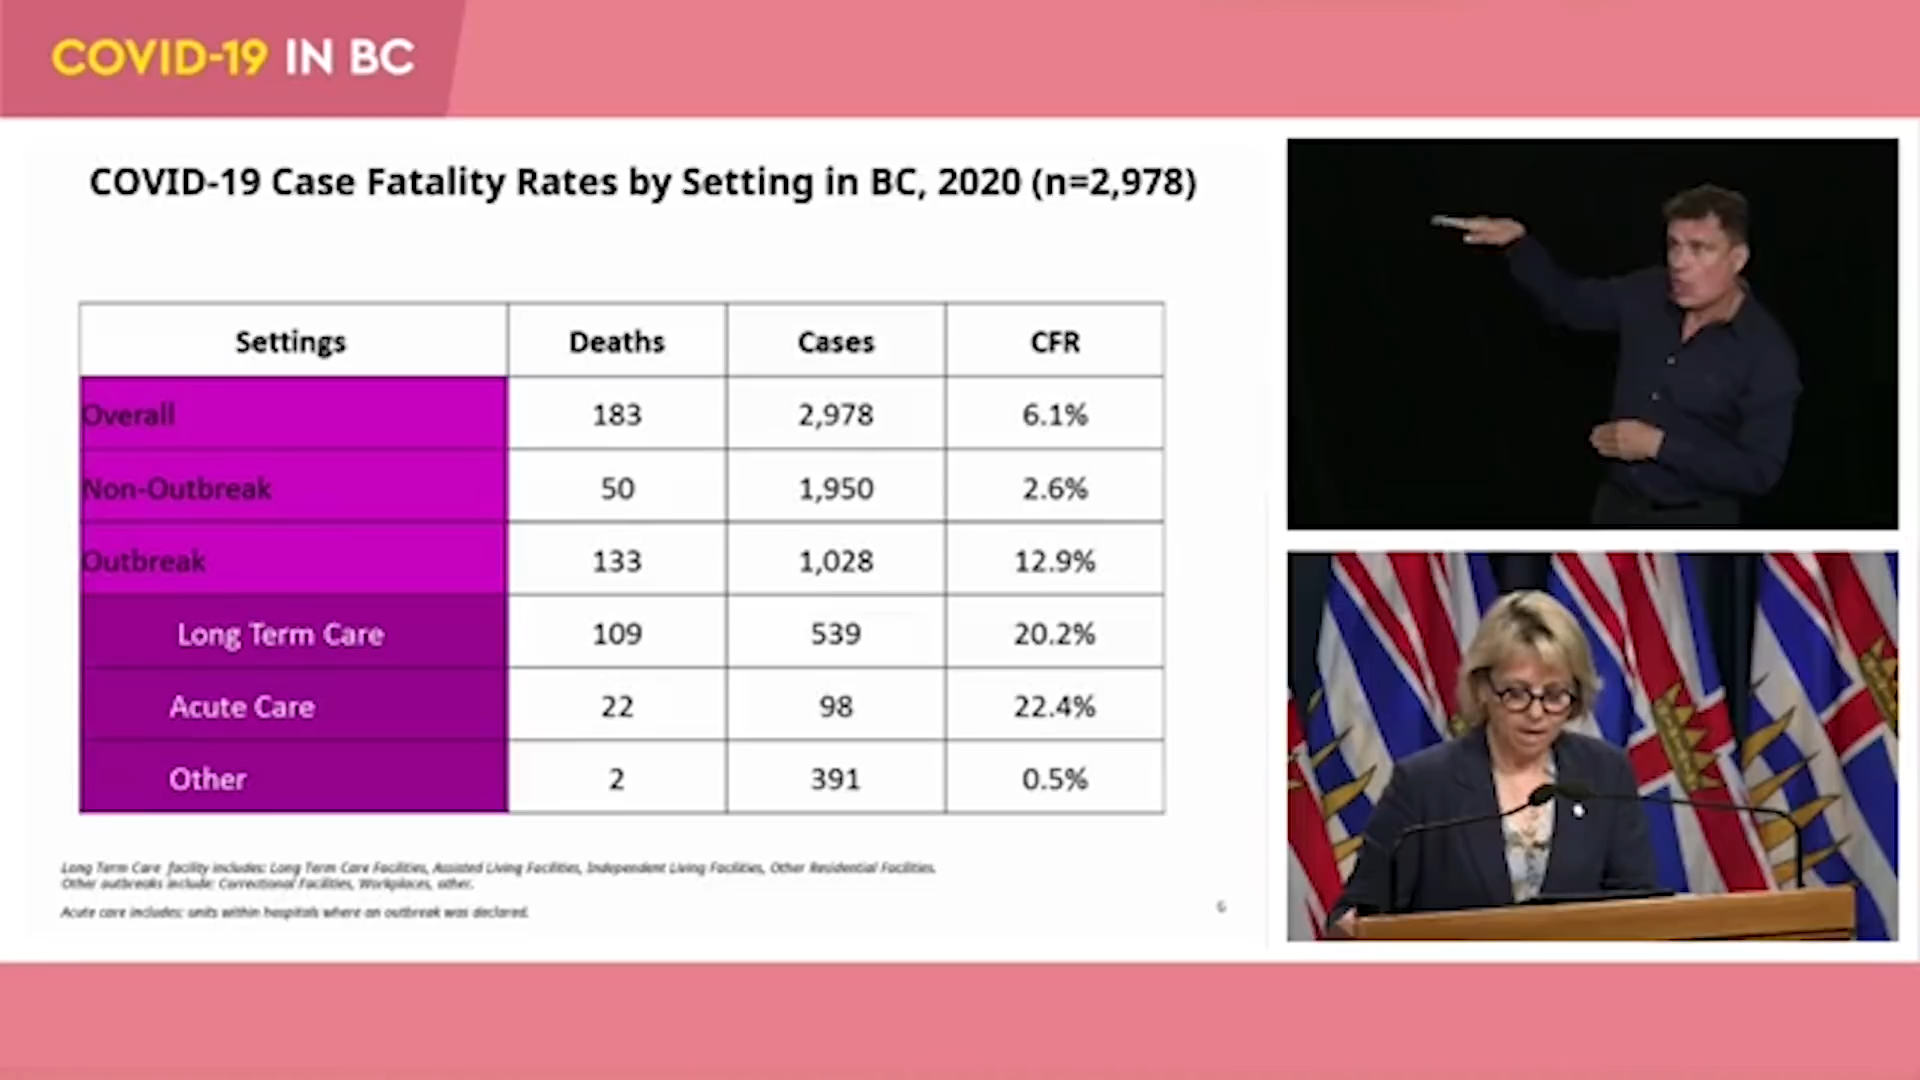 COVID-19 IN BC
COVID-19 Case Fatality Rates by Setting in BC, 2020 (n=2,978)
Settings Deaths Cases CFR
Overall 183 2,978 6.1%
Non-Outbreak 50 1,950 2.6%
Outbreak 133 1,028 12.9%
Long Term Care 109 539 20.2%
Acute Care 22 98 22.4%
Other 2 391 0.5%
Long Term Care facility includes: Long Term Care Facilities, Assisted Living Facilities, Independent Living Facilities, Other Residential Facilities.
Other outbreaks include: Correctional Facilities, Workplaces, other.
Acute care includes: units within hospitals where an outbreak was declared.
6